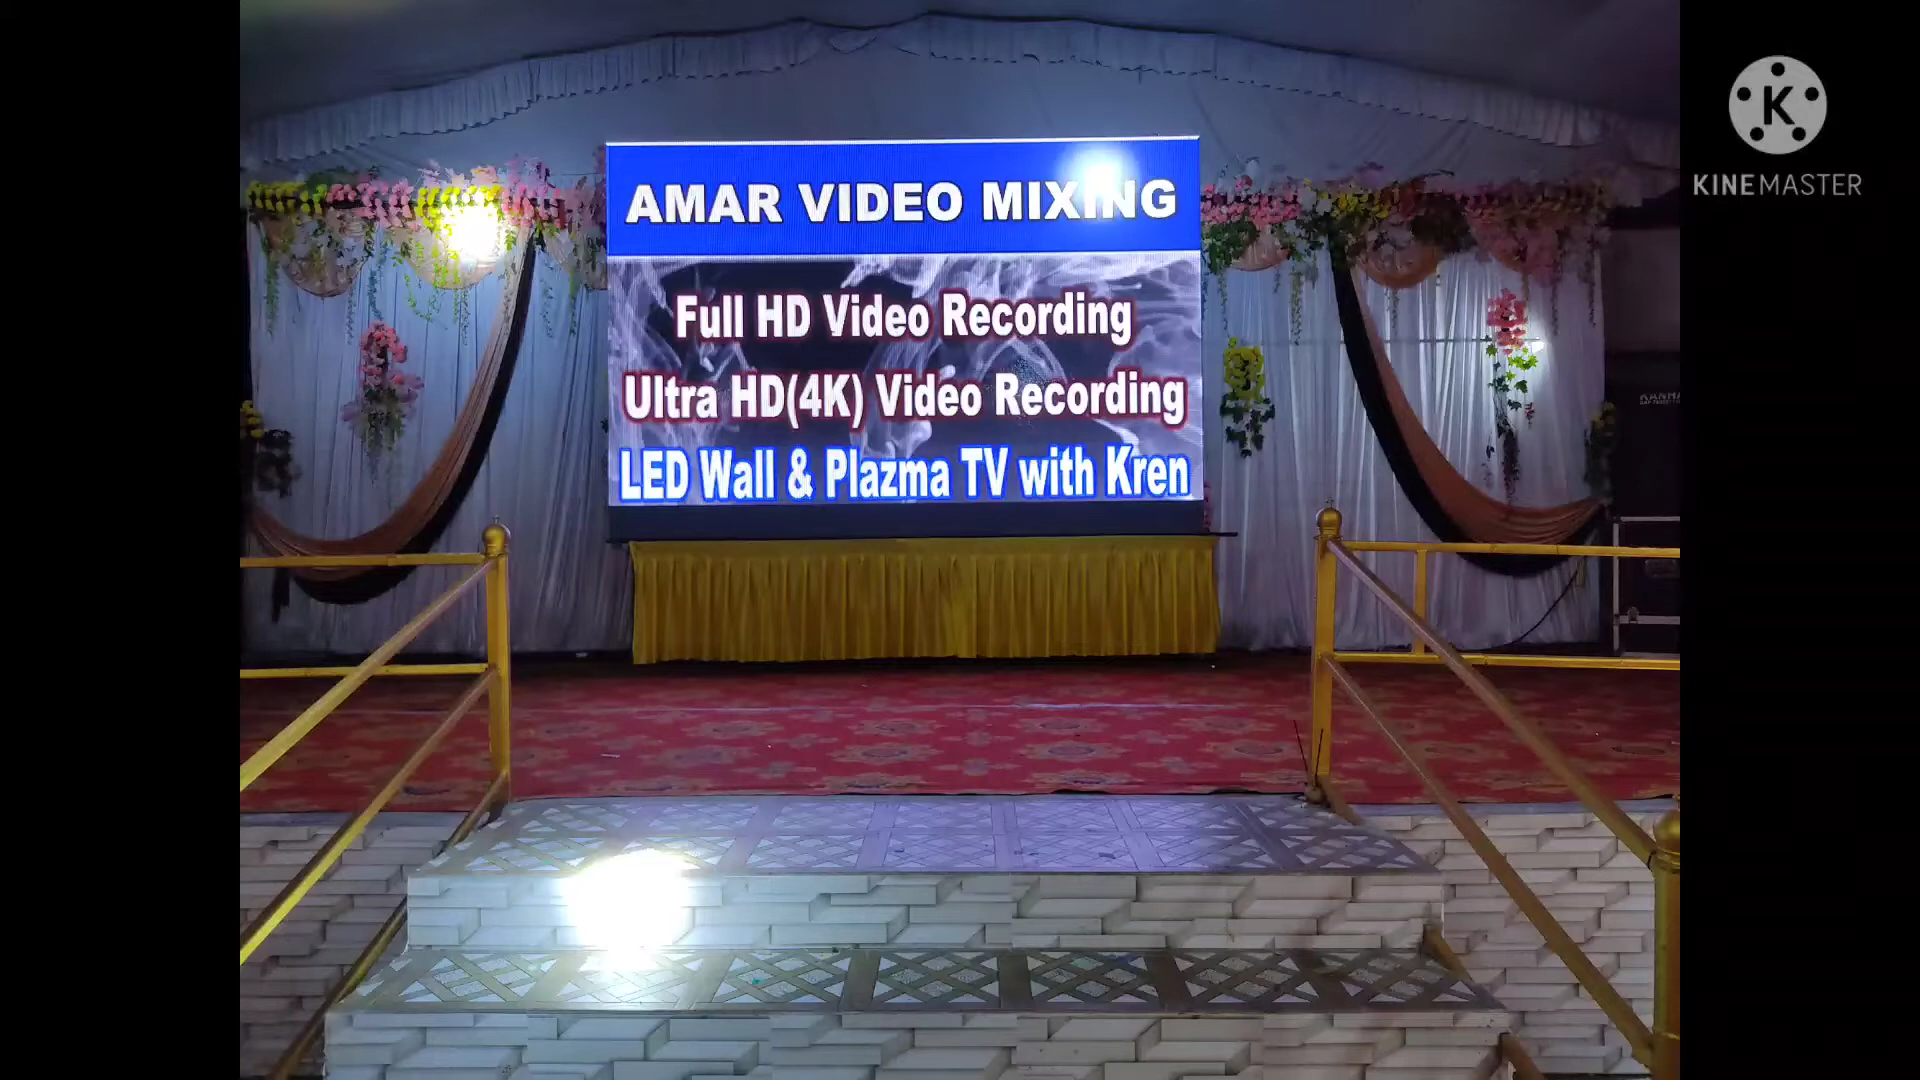 AMAR VIDEO MIXING
Full HD Video Recording
Ultra HD(4K) Video Recording
LED Wall & Plazma TV with Kren
K
KINEMASTER